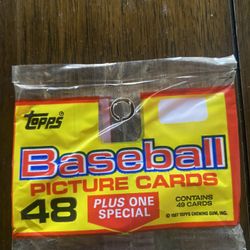 Topps
Baseball
PICTURE CARDS
48
PLUS ONE
SPECIAL
CONTAINS
49 CARDS
© 1987 TOPPS CHEWING GUM, INC.